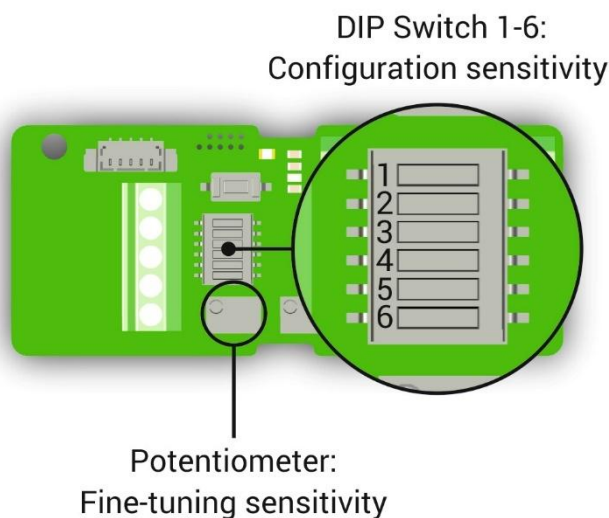 DIP Switch 1-6:
Configuration sensitivity
1
2
3
4
5
6
Potentiometer:
Fine-tuning sensitivity